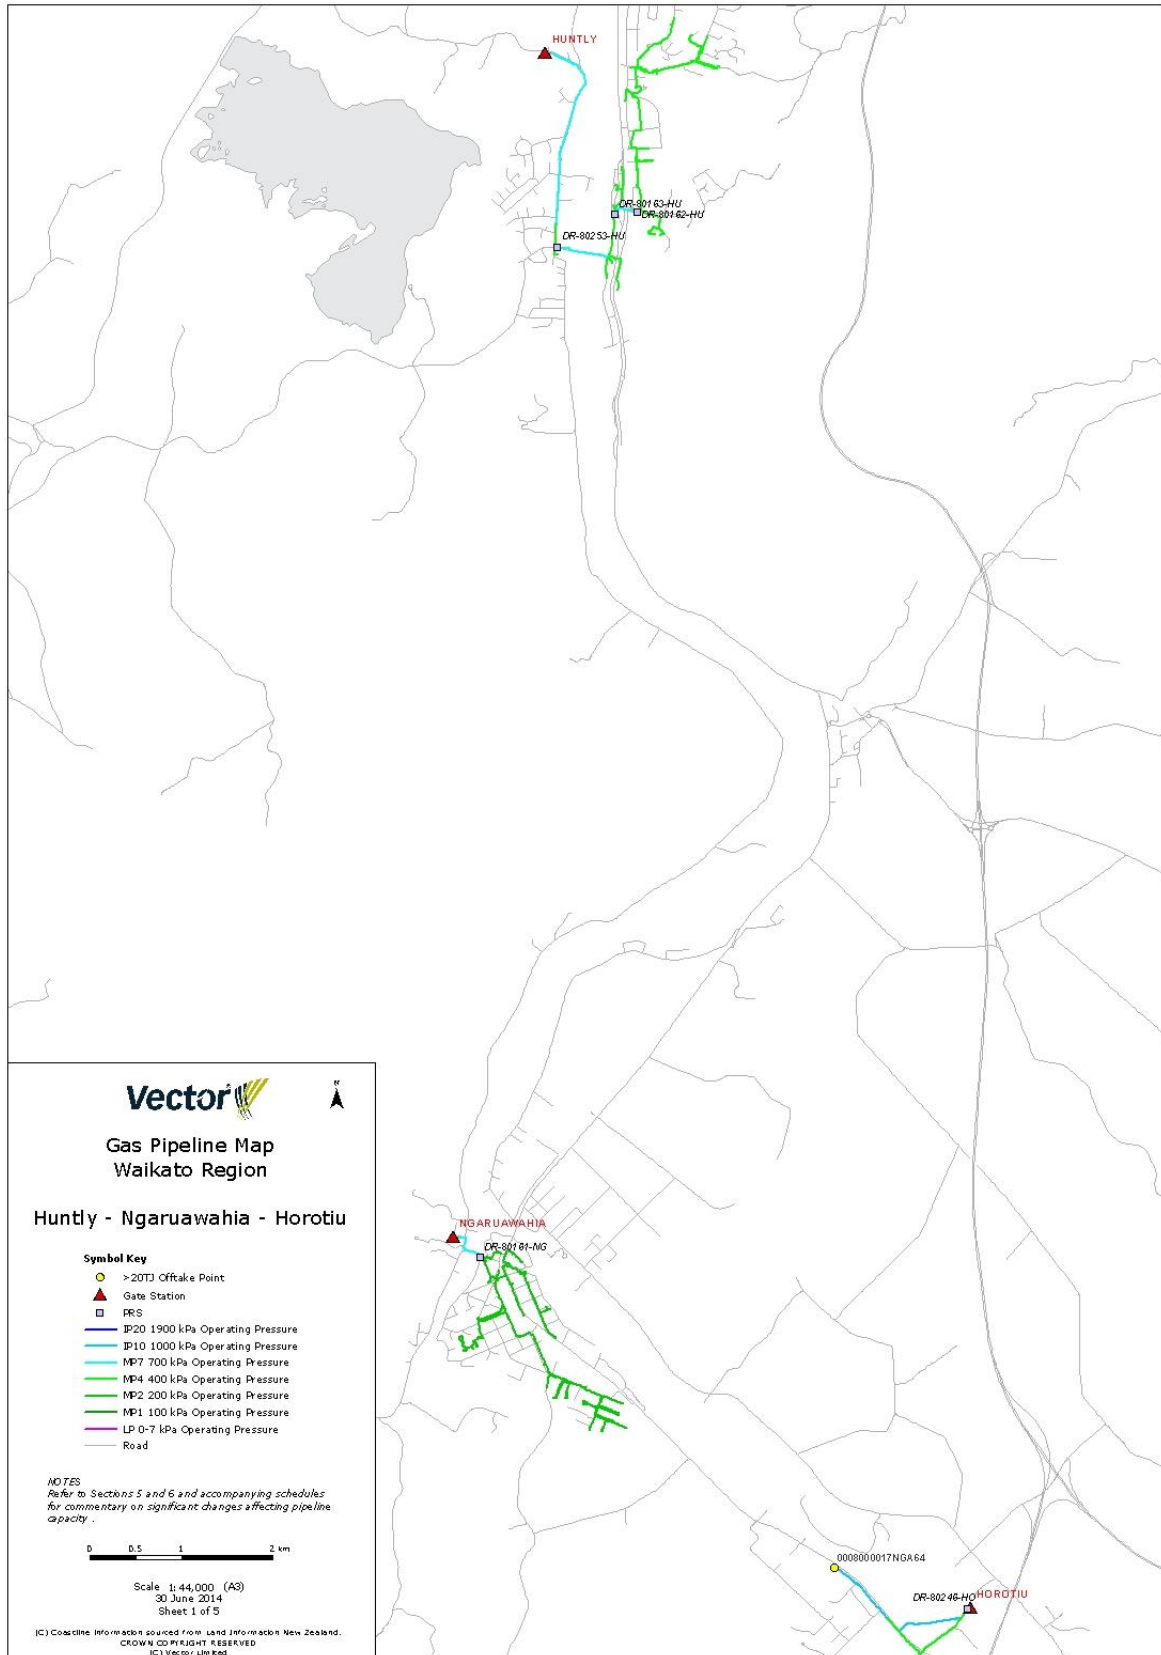 HUNTLY
DR-80163-HU
DR-80162-HU
DR-80253-HU
Vector
N
Gas Pipeline Map
Waikato Region
Huntly - Ngaruawahia - Horotiu
Symbol Key
>20TJ Offtake Point
Gate Station
PRS
IP20 1900 kPa Operating Pressure
IP10 1000 kPa Operating Pressure
MP7 700 kPa Operating Pressure
MP4 400 kPa Operating Pressure
MP2 200 kPa Operating Pressure
MP1 100 kPa Operating Pressure
LP 0-7 kPa Operating Pressure
Road
NOTES
Refer to Sections 5 and 6 and accompanying schedules
for commentary on significant changes affecting pipeline
capacity .
0 0.5 1 2 km
Scale 1:44,000 (A3)
30 June 2014
Sheet 1 of 5
(C) Coastline Information sourced from Land Information New Zealand.
CROWN COPYRIGHT RESERVED
(C) Vector Limited
NGARUAWAHIA
DR-80161-NG
0008000017NGA64
DR-80246-HO
HOROTIU